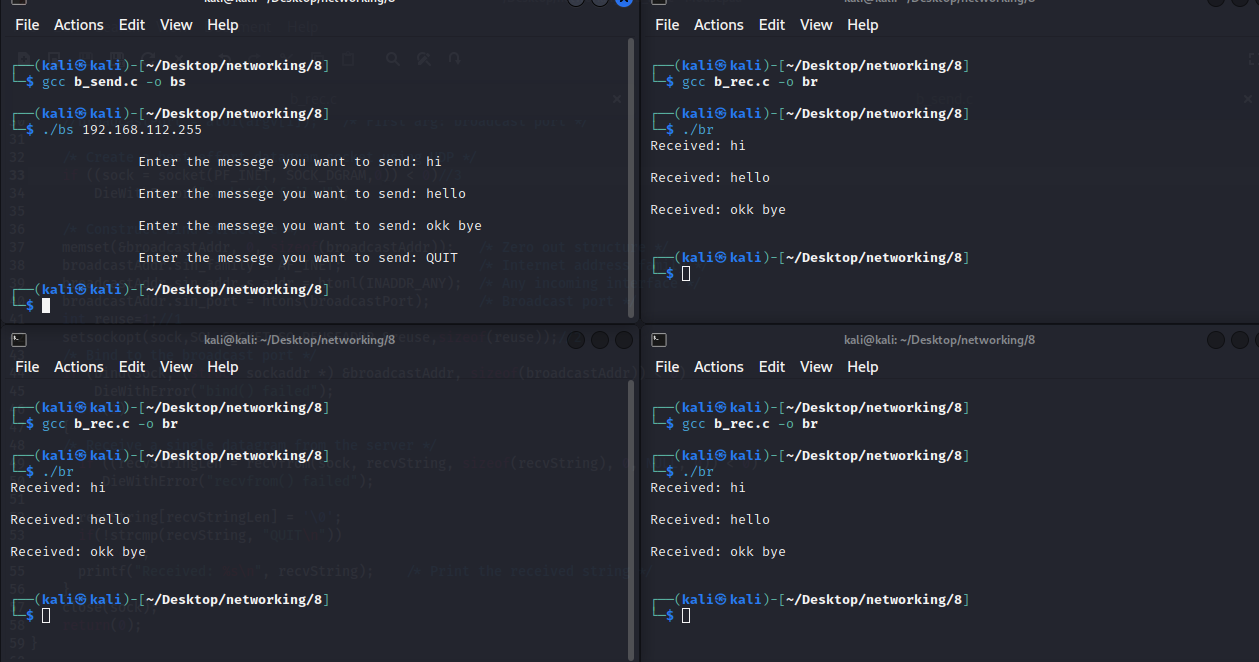 kali@kali: ~/Desktop/networking/8
File Actions Edit View Help
┌──(kali㉿kali)-[~/Desktop/networking/8]
└─$ gcc b_send.c -o bs
┌──(kali㉿kali)-[~/Desktop/networking/8]
└─$ ./bs 192.168.112.255
Enter the messege you want to send: hi
Enter the messege you want to send: hello
Enter the messege you want to send: okk bye
Enter the messege you want to send: QUIT
┌──(kali㉿kali)-[~/Desktop/networking/8]
└─$
kali@kali: ~/Desktop/networking/8
File Actions Edit View Help
┌──(kali㉿kali)-[~/Desktop/networking/8]
└─$ gcc b_rec.c -o br
┌──(kali㉿kali)-[~/Desktop/networking/8]
└─$ ./br
Received: hi
Received: hello
Received: okk bye
┌──(kali㉿kali)-[~/Desktop/networking/8]
└─$
kali@kali: ~/Desktop/networking/8
File Actions Edit View Help
┌──(kali㉿kali)-[~/Desktop/networking/8]
└─$ gcc b_rec.c -o br
┌──(kali㉿kali)-[~/Desktop/networking/8]
└─$ ./br
Received: hi
Received: hello
Received: okk bye
┌──(kali㉿kali)-[~/Desktop/networking/8]
└─$
kali@kali: ~/Desktop/networking/8
File Actions Edit View Help
┌──(kali㉿kali)-[~/Desktop/networking/8]
└─$ gcc b_rec.c -o br
┌──(kali㉿kali)-[~/Desktop/networking/8]
└─$ ./br
Received: hi
Received: hello
Received: okk bye
┌──(kali㉿kali)-[~/Desktop/networking/8]
└─$